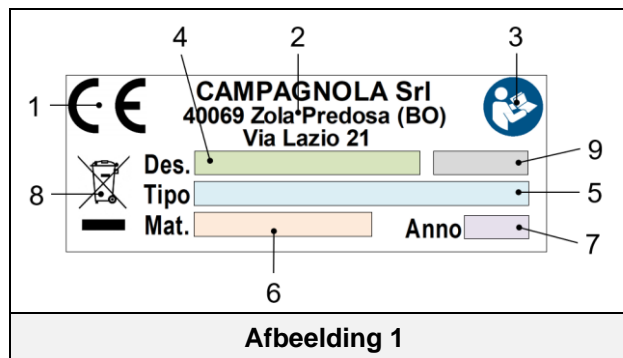 4 2 3
CAMPAGNOLA Srl
1 CE 40069 Zola Predosa (BO)
Via Lazio 21
Des. 9
8 Tipo 5
Mat. Anno 7
6
Afbeelding 1